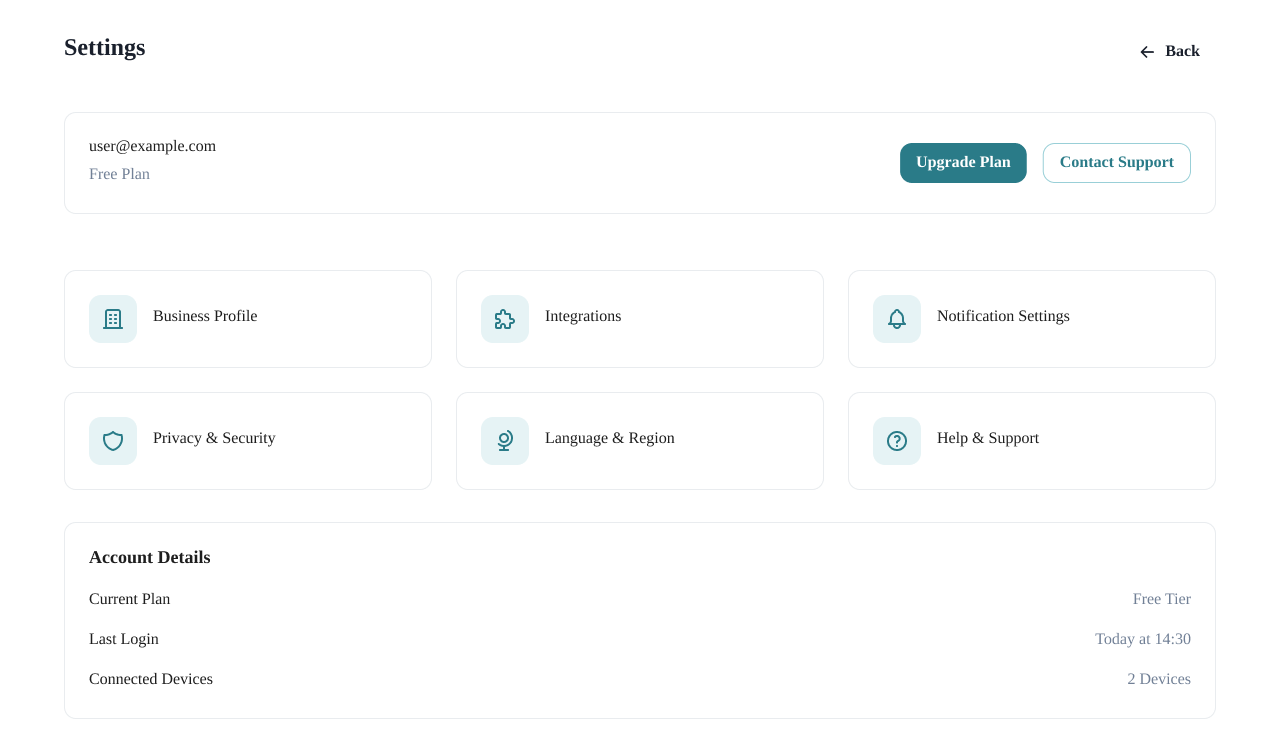 Settings
Back
user@example.com
Free Plan
Upgrade Plan
Contact Support
Business Profile
Integrations
Notification Settings
Privacy & Security
Language & Region
Help & Support
Account Details
Current Plan
Free Tier
Last Login
Today at 14:30
Connected Devices
2 Devices